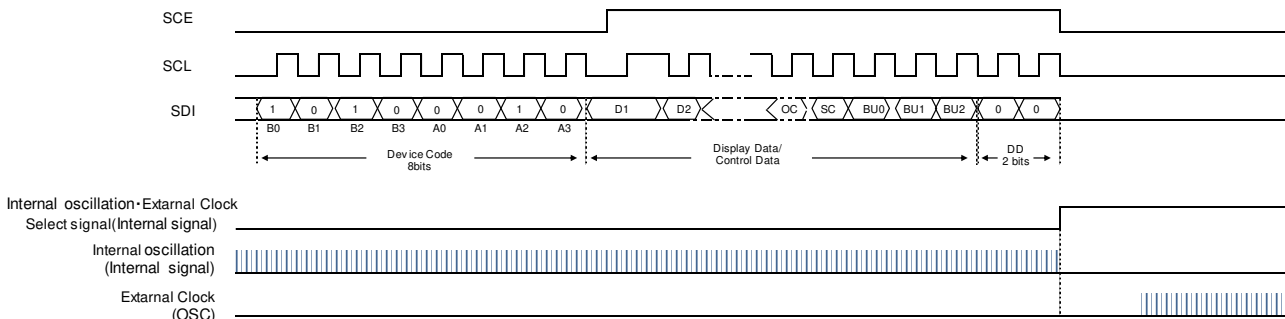 SCE
SCL
SDI
1 0 1 0 0 0 1 0 D1 D2 OC SC BU0 BU1 BU2 0 0
B0 B1 B2 B3 A0 A1 A2 A3
Device Code
8bits
Display Data/
Control Data
DD
2 bits
Internal oscillation・Extarnal Clock
Select signal(Internal signal)
Internal oscillation
(Internal signal)
Extarnal Clock
(OSC)